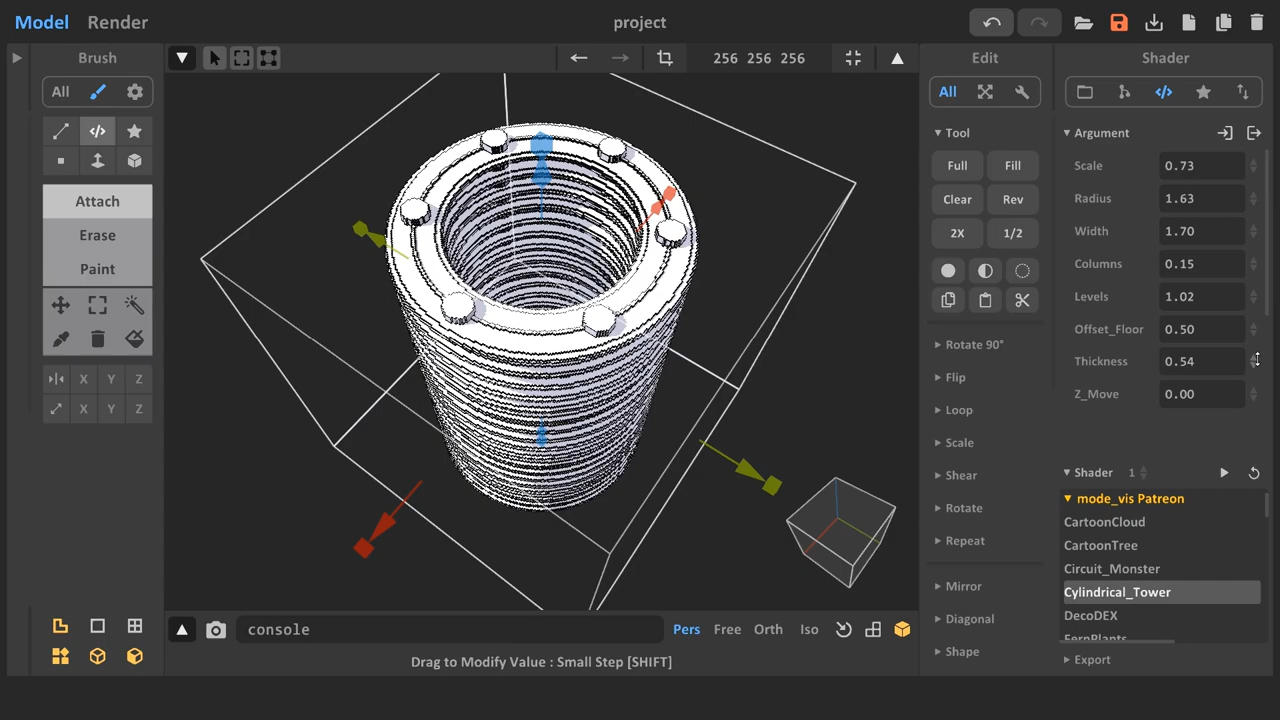 Model Render project
Brush 256 256 256 Edit Shader
All All
Tool Argument
Full Fill Scale 0.73
Attach Clear Rev Radius 1.63
Erase 2X 1/2 Width 1.70
Paint Columns 0.15
Levels 1.02
Offset_Floor 0.50
Rotate 90° Thickness 0.54
X Y Z Flip Z_Move 0.00
X Y Z Loop
Scale
Shear Shader 1
Rotate mode_vis Patreon
Repeat CartoonCloud
CartoonTree
Mirror Circuit_Monster
Diagonal Cylindrical_Tower
Shape DecoDEX
FernPlants
console Pers Free Orth Iso
Drag to Modify Value : Small Step [SHIFT] Export